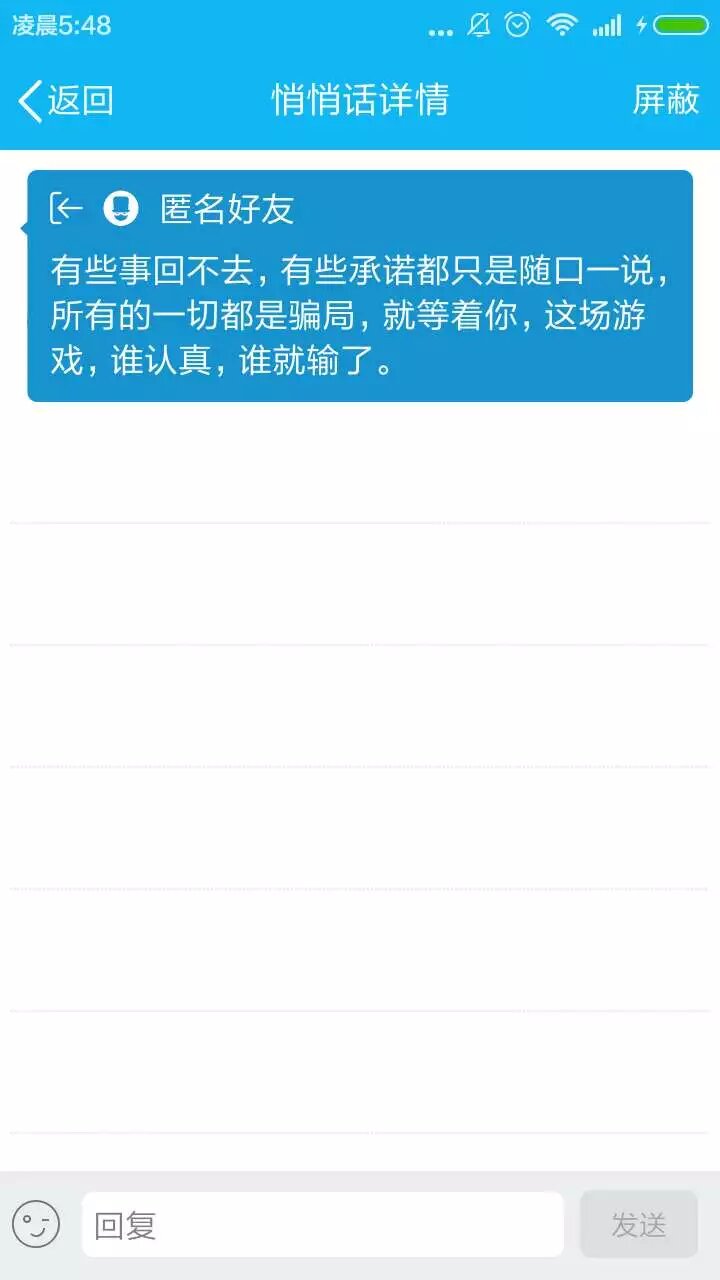 凌晨5:48
返回 悄悄话详情 屏蔽
匿名好友
有些事回不去，有些承诺都只是随口一说，
所有的一切都是骗局，就等着你，这场游
戏，谁认真，谁就输了。
回复 发送